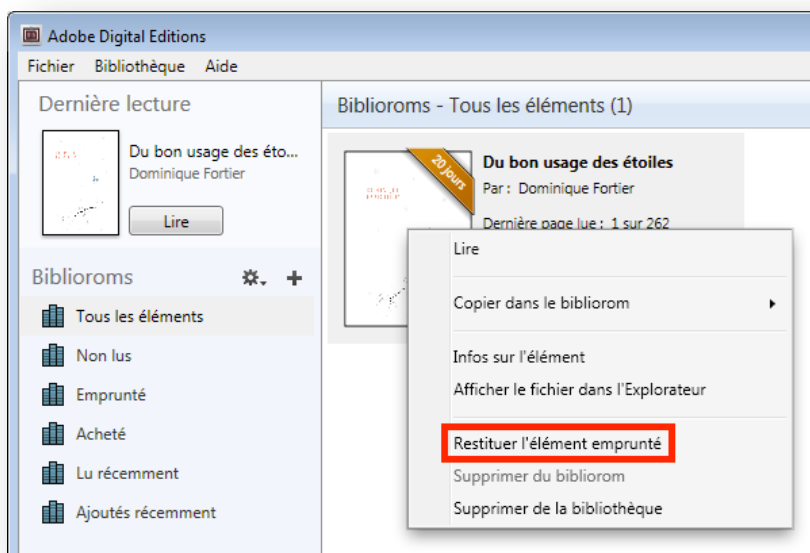 Adobe Digital Editions
Fichier Bibliothèque Aide
Dernière lecture
Du bon usage des éto...
Dominique Fortier
Lire
Biblioroms
Tous les éléments
Non lus
Emprunté
Acheté
Lu récemment
Ajoutés récemment
Biblioroms - Tous les éléments (1)
20 jours
Du bon usage des étoiles
Par : Dominique Fortier
Dernière page lue : 1 sur 262
Lire
Copier dans le bibliorom
Infos sur l'élément
Afficher le fichier dans l'Explorateur
Restituer l'élément emprunté
Supprimer du bibliorom
Supprimer de la bibliothèque